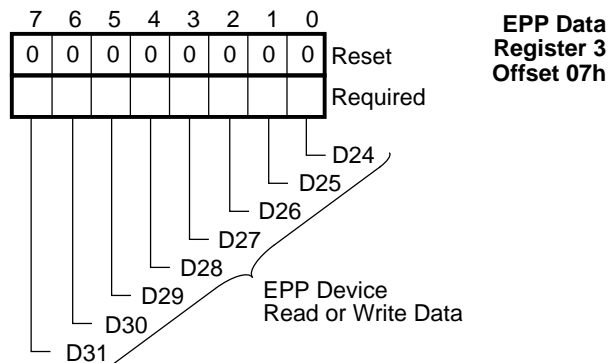 7 6 5 4 3 2 1 0
EPP Data
Register 3
Offset 07h
0 0 0 0 0 0 0 0 Reset
Required
D24
D25
D26
D27
D28
D29
D30
D31
EPP Device
Read or Write Data